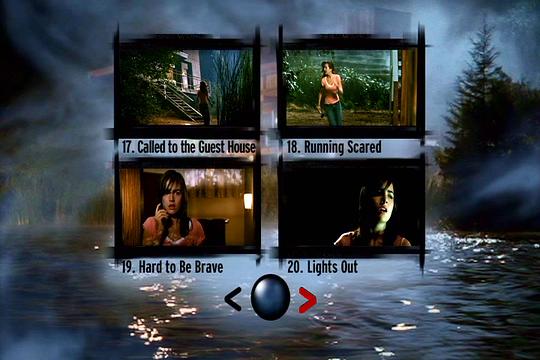 17. Called to the Guest House
18. Running Scared
19. Hard to Be Brave
20. Lights Out